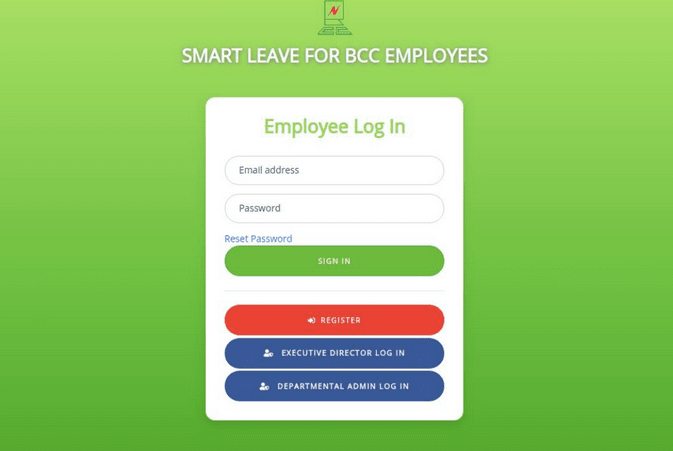 SMART LEAVE FOR BCC EMPLOYEES
Employee Log In
Email address
Password
Reset Password
SIGN IN
REGISTER
EXECUTIVE DIRECTOR LOG IN
DEPARTMENTAL ADMIN LOG IN